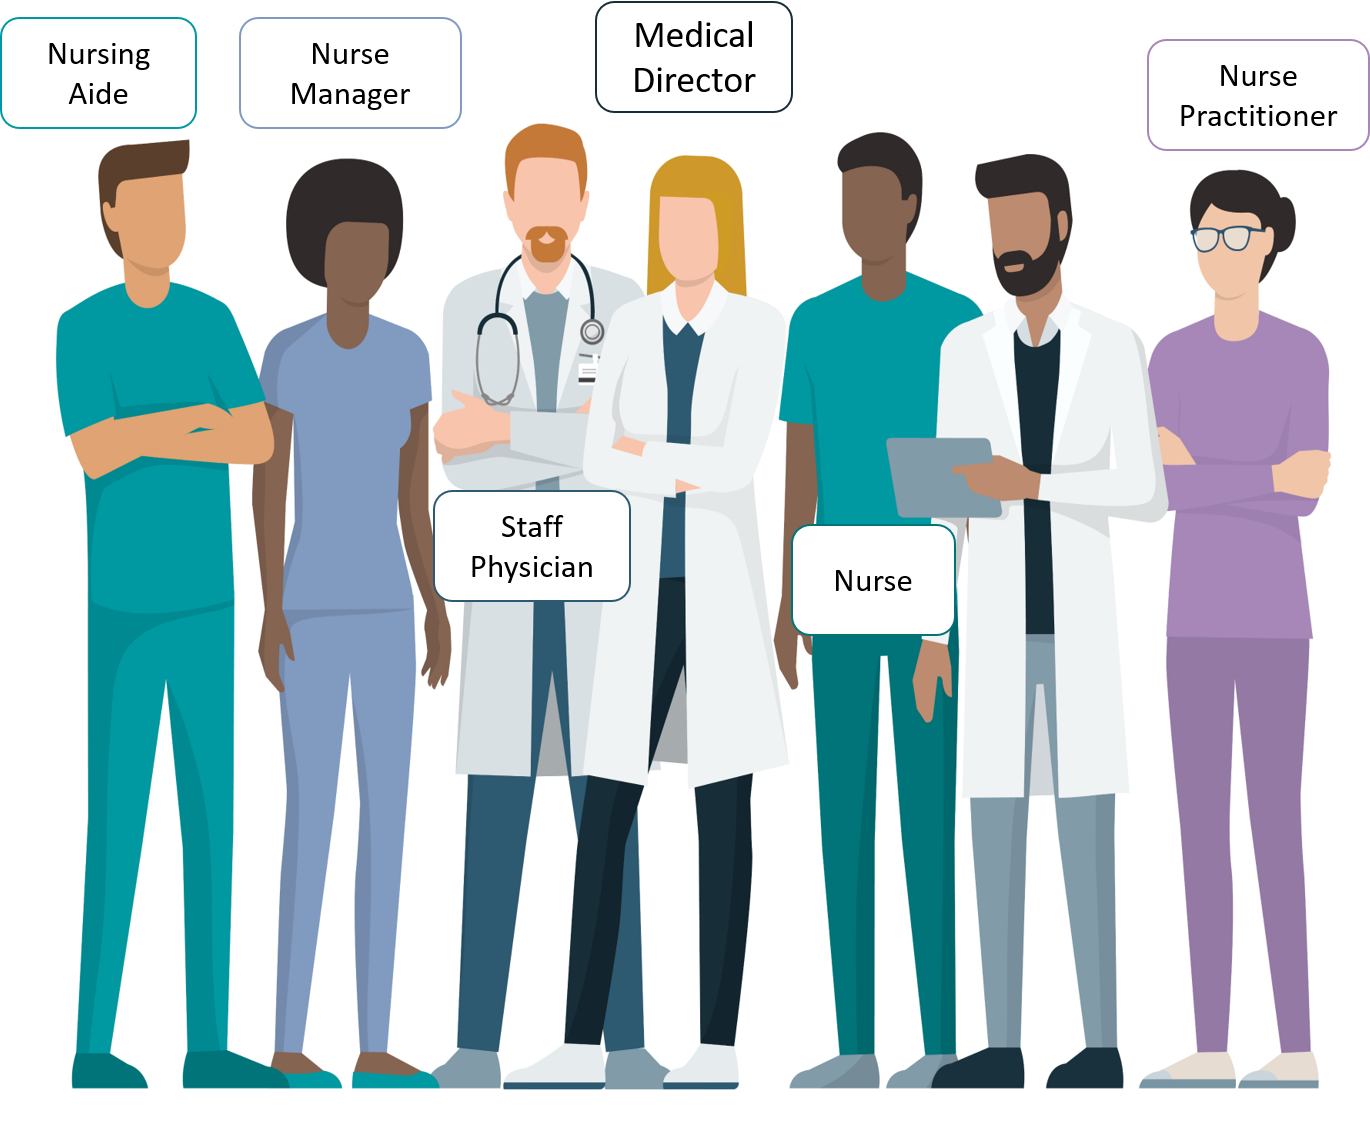 Nursing
Aide
Nurse
Manager
Medical
Director
Nurse
Practitioner
Staff
Physician
Nurse